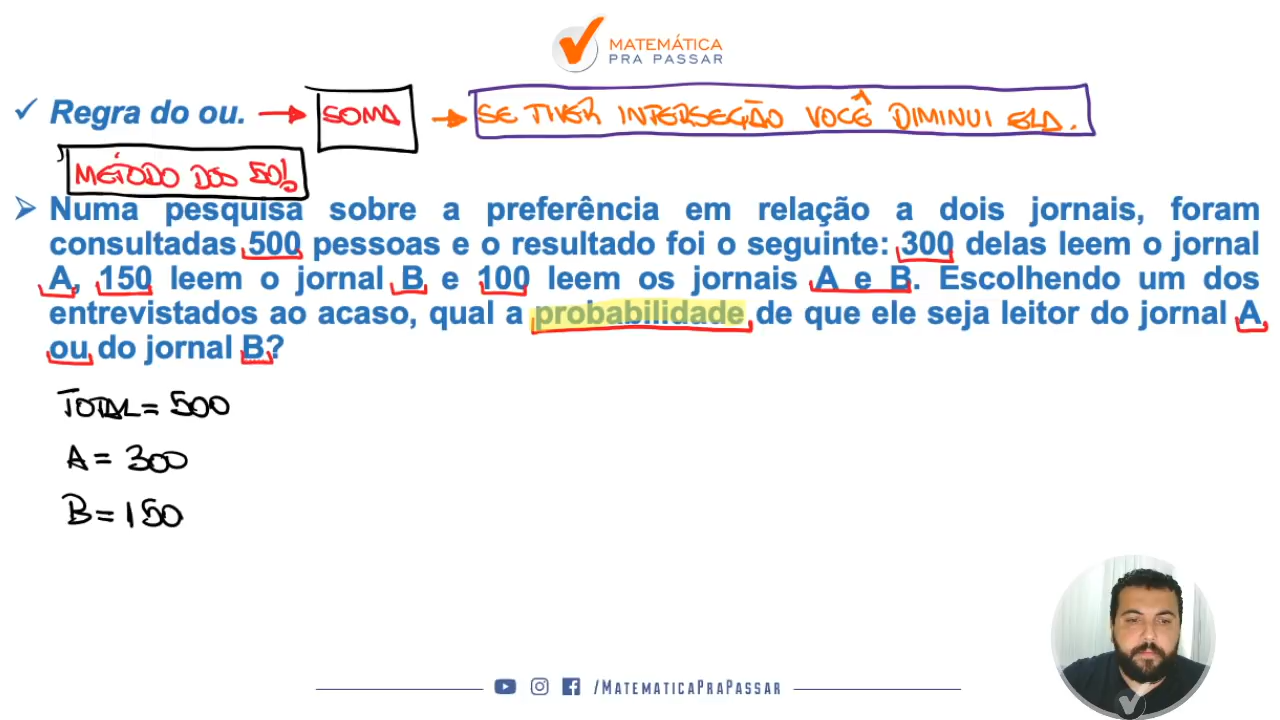 MATEMÁTICA
PRA PASSAR
✓ Regra do ou. → SOMA → SE TIVER INTERSEÇÃO VOCÊ DIMINUI ELA.
MÉTODO DOS 50%
➢ Numa pesquisa sobre a preferência em relação a dois jornais, foram
consultadas 500 pessoas e o resultado foi o seguinte: 300 delas leem o jornal
A, 150 leem o jornal B e 100 leem os jornais A e B. Escolhendo um dos
entrevistados ao acaso, qual a probabilidade de que ele seja leitor do jornal A
ou do jornal B?
TOTAL = 500
A = 300
B = 150
/MATEMATICAPRAPASSAR